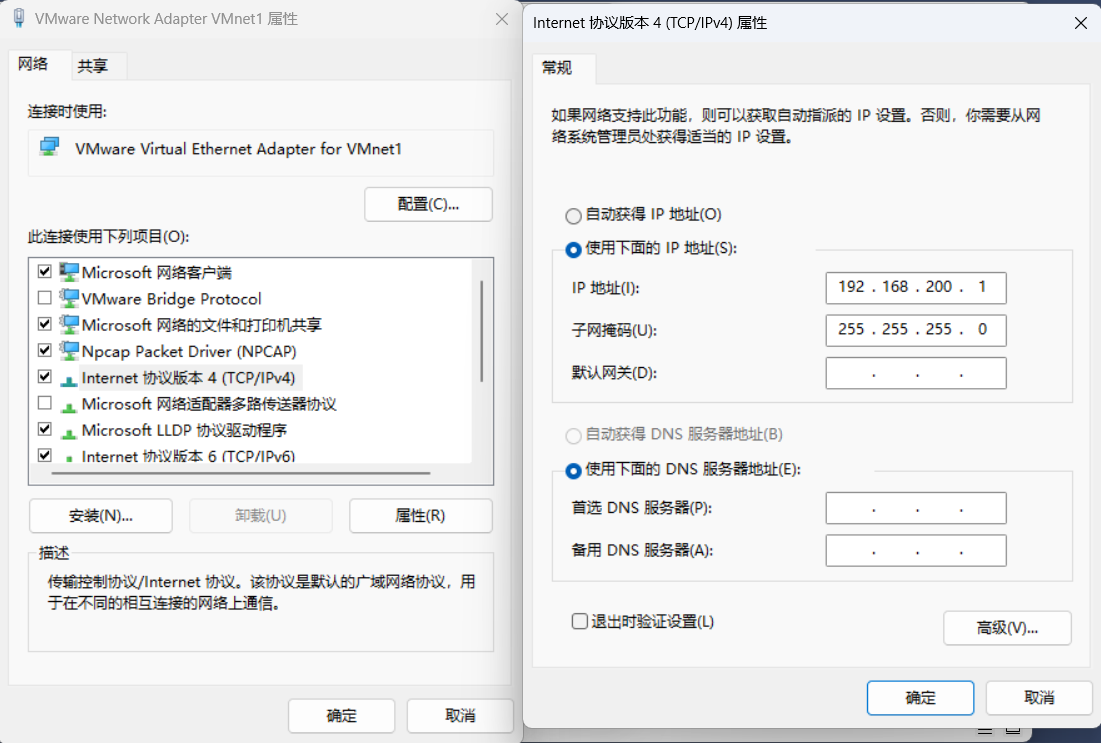 VMware Network Adapter VMnet1 属性
网络
共享
连接时使用:
VMware Virtual Ethernet Adapter for VMnet1
配置(C)...
此连接使用下列项目(O):
Microsoft 网络客户端
VMware Bridge Protocol
Microsoft 网络的文件和打印机共享
Npcap Packet Driver (NPCAP)
Internet 协议版本 4 (TCP/IPv4)
Microsoft 网络适配器多路传送器协议
Microsoft LLDP 协议驱动程序
Internet 协议版本 6 (TCP/IPv6)
安装(N)...
卸载(U)
属性(R)
描述
传输控制协议/Internet 协议。该协议是默认的广域网络协议，用
于在不同的相互连接的网络上通信。
确定
取消
Internet 协议版本 4 (TCP/IPv4) 属性
常规
如果网络支持此功能，则可以获取自动指派的 IP 设置。否则，你需要从网
络系统管理员处获得适当的 IP 设置。
自动获得 IP 地址(O)
使用下面的 IP 地址(S):
IP 地址(I):
192 . 168 . 200 . 1
子网掩码(U):
255 . 255 . 255 . 0
默认网关(D):
. . .
自动获得 DNS 服务器地址(B)
使用下面的 DNS 服务器地址(E):
首选 DNS 服务器(P):
. . .
备用 DNS 服务器(A):
. . .
退出时验证设置(L)
高级(V)...
确定
取消